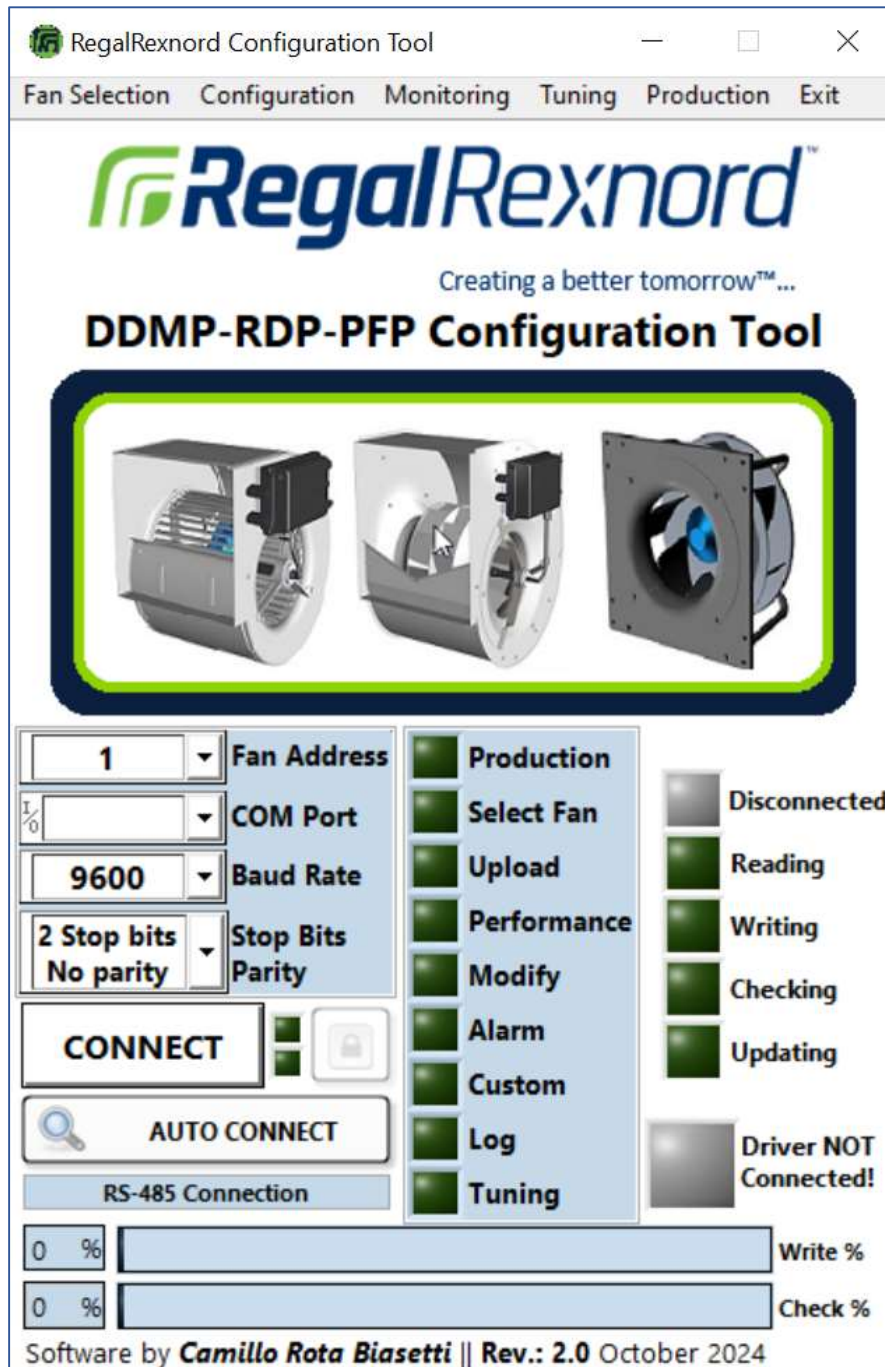 RegalRexnord Configuration Tool
Fan Selection Configuration Monitoring Tuning Production Exit
RegalRexnord™
Creating a better tomorrow™...
DDMP-RDP-PFP Configuration Tool
1 Fan Address
I/O COM Port
9600 Baud Rate
2 Stop bits
No parity
Stop Bits
Parity
CONNECT
AUTO CONNECT
RS-485 Connection
Production
Select Fan
Upload
Performance
Modify
Alarm
Custom
Log
Tuning
Disconnected
Reading
Writing
Checking
Updating
Driver NOT
Connected!
0 % Write %
0 % Check %
Software by Camillo Rota Biasetti || Rev.: 2.0 October 2024